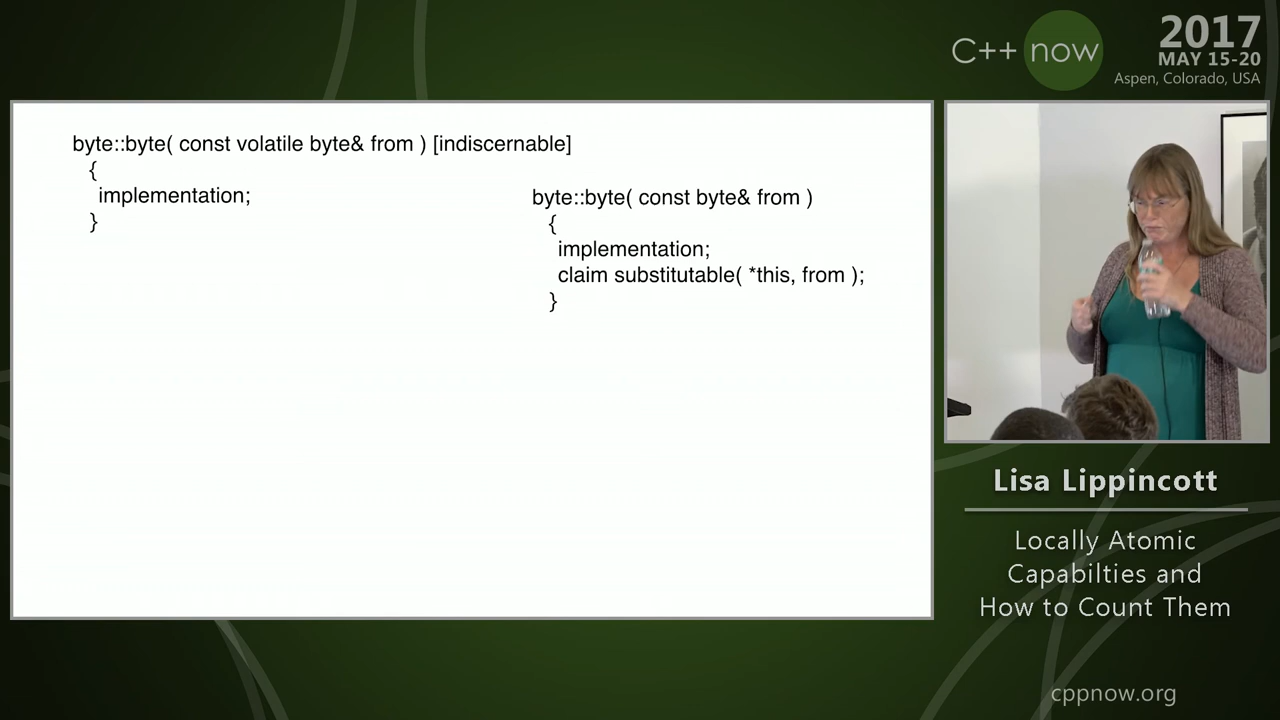 C++ now
2017
MAY 15-20
Aspen, Colorado, USA
byte::byte( const volatile byte& from ) [indiscernable]
{
implementation;
}
byte::byte( const byte& from )
{
implementation;
claim substitutable( *this, from );
}
Lisa Lippincott
Locally Atomic
Capabilties and
How to Count Them
cppnow.org